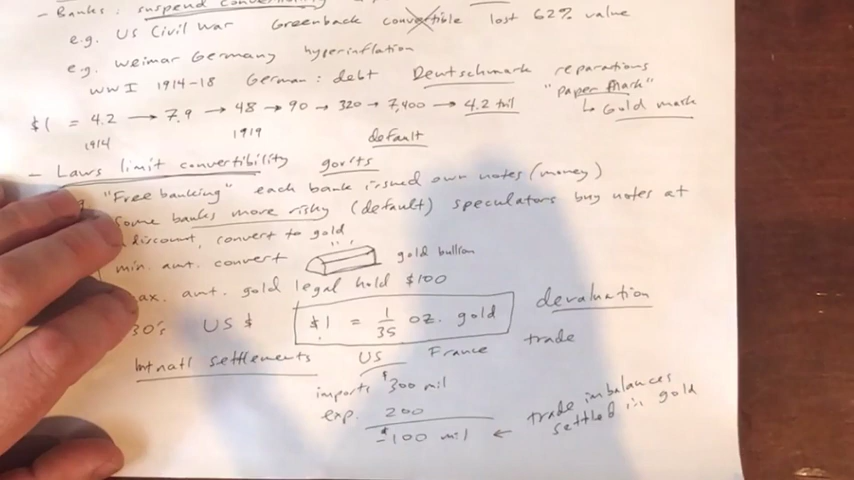 - Banks: suspend convertibility
e.g. US Civil War Greenback convertible lost 62% value
e.g. Weimar Germany hyperinflation
WWI 1914-18 German: debt Deutschmark reparations
"paper mark"
↳ Gold mark
$1 = 4.2 → 7.9 → 48 → 90 → 320 → 7,400 → 4.2 tril
1914 1919
default
- Laws limit convertibility gov'ts
"Free banking" each bank issued own notes (money)
some banks more risky (default) speculators buy notes at
discount, convert to gold
min. amt. convert gold bullion
max. amt. gold legal hold $100
30's US $ $1 = 1/35 oz. gold devaluation
Int natl settlements US France trade
imports $300 mil
exp. 200
-$100 mil ← trade imbalances
settled in gold